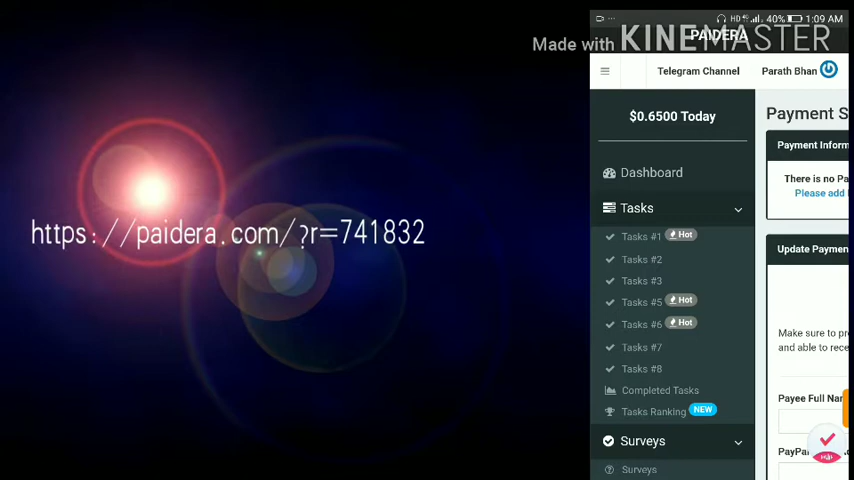 https://paidera.com/?r=741832
Made with KINEMASTER
HD 40% 1:09 AM
PAIDERA
Telegram Channel Parath Bhan
$0.6500 Today
Dashboard
Tasks
Tasks #1 Hot
Tasks #2
Tasks #3
Tasks #5 Hot
Tasks #6 Hot
Tasks #7
Tasks #8
Completed Tasks
Tasks Ranking NEW
Surveys
Surveys
Payment S
Payment Inform
There is no Pa
Please add
Update Paymen
Make sure to pr
and able to rece
Payee Full Nar
PayPa